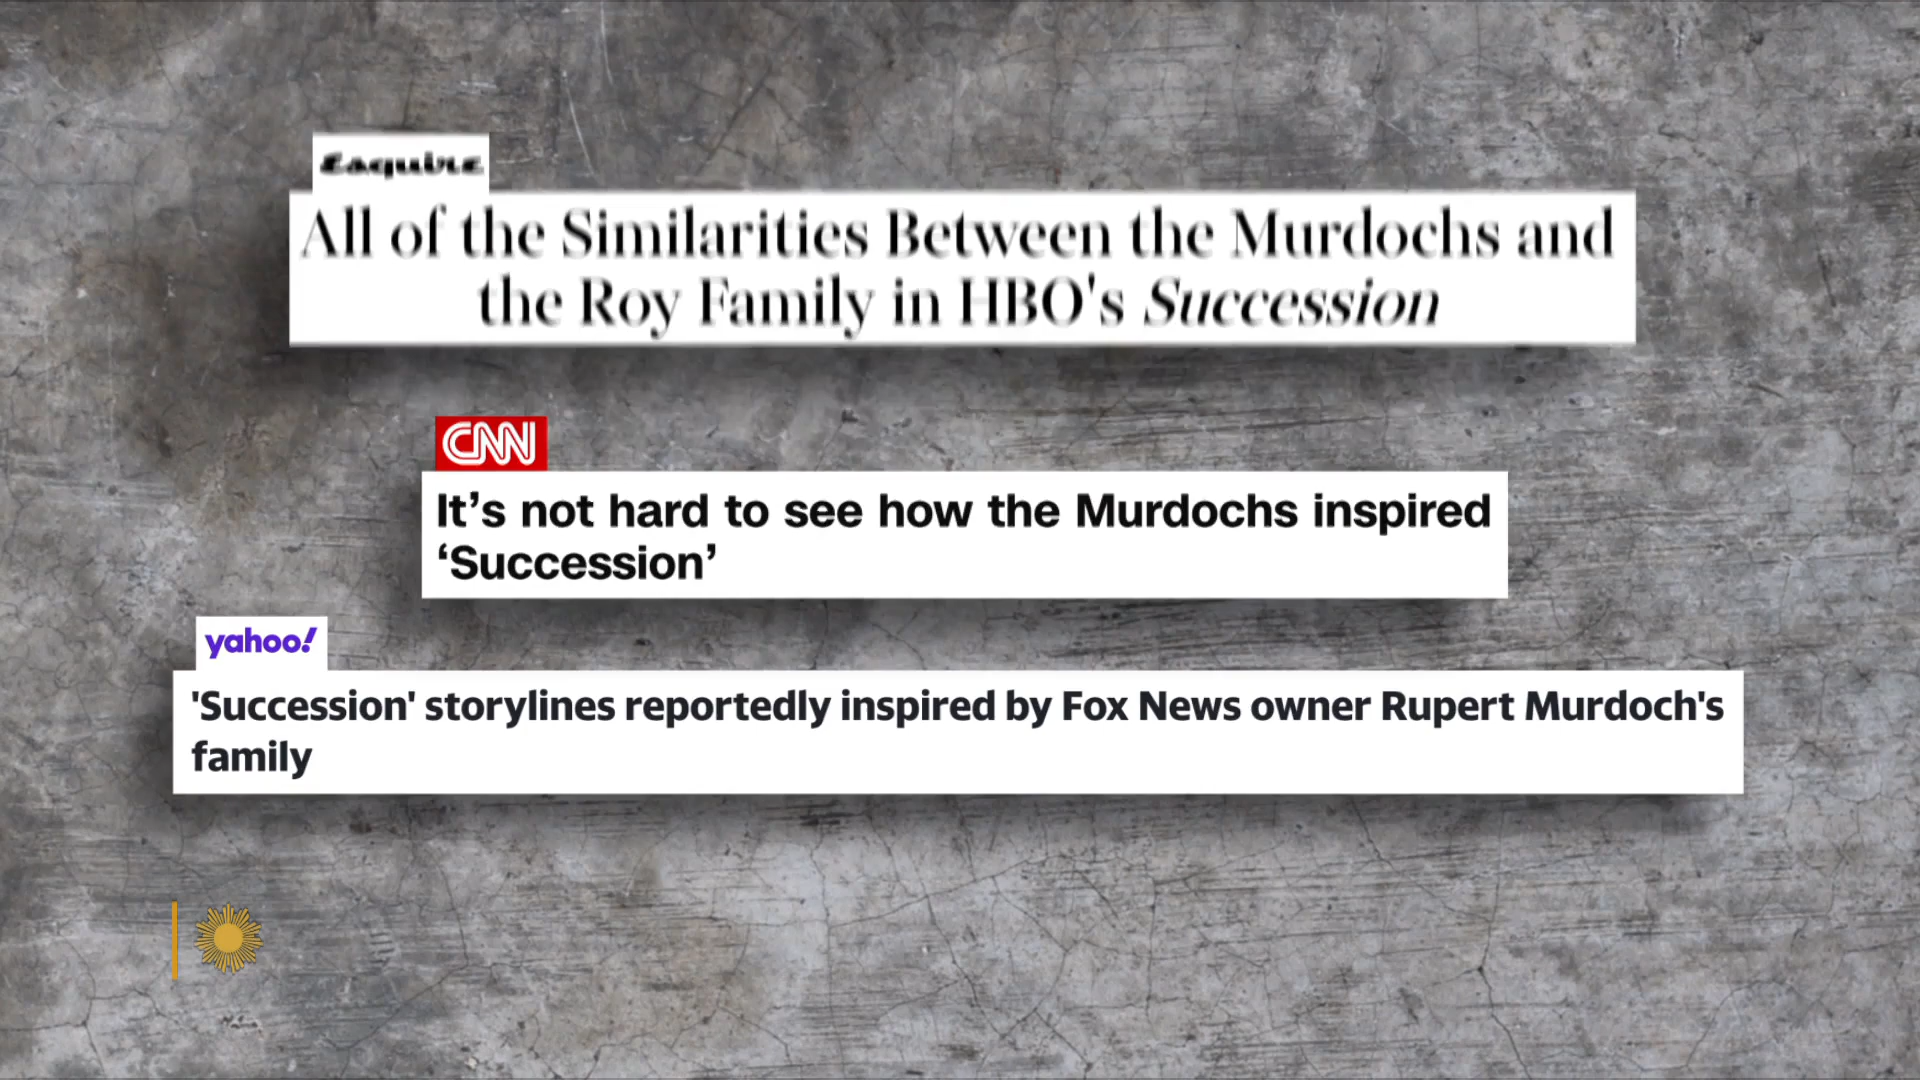 Esquire
All of the Similarities Between the Murdochs and
the Roy Family in HBO's Succession
CNN
It’s not hard to see how the Murdochs inspired
‘Succession’
yahoo!
'Succession' storylines reportedly inspired by Fox News owner Rupert Murdoch's
family